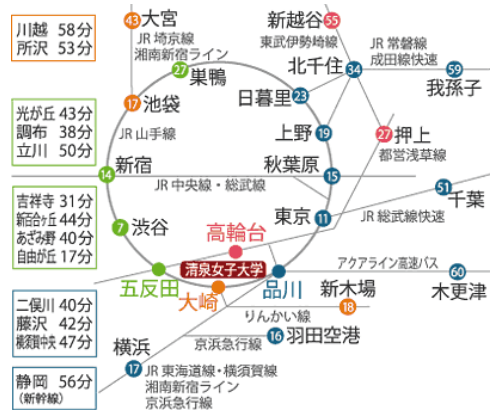 川越 58分
所沢 53分
光が丘 43分
調布 38分
立川 50分
吉祥寺 31分
新百合ヶ丘 44分
あざみ野 40分
自由が丘 17分
二俣川 40分
藤沢 42分
横須賀中央 47分
静岡 56分
(新幹線)
43 大宮
JR 埼京線
湘南新宿ライン
27
巣鴨
17 池袋
JR 山手線
新宿
14
JR 中央線・総武線
7 渋谷
五反田
大崎
高輪台
清泉女子大学
品川
新越谷 55
東武伊勢崎線
北千住
34
JR 常磐線
成田線快速
59
我孫子
日暮里 23
上野 19
27 押上
都営浅草線
秋葉原
15
東京 11
51
千葉
JR 総武線快速
アクアライン高速バス
60
木更津
新木場
18
りんかい線
京浜急行線
16 羽田空港
横浜
17 JR 東海道線・横須賀線
湘南新宿ライン
京浜急行線